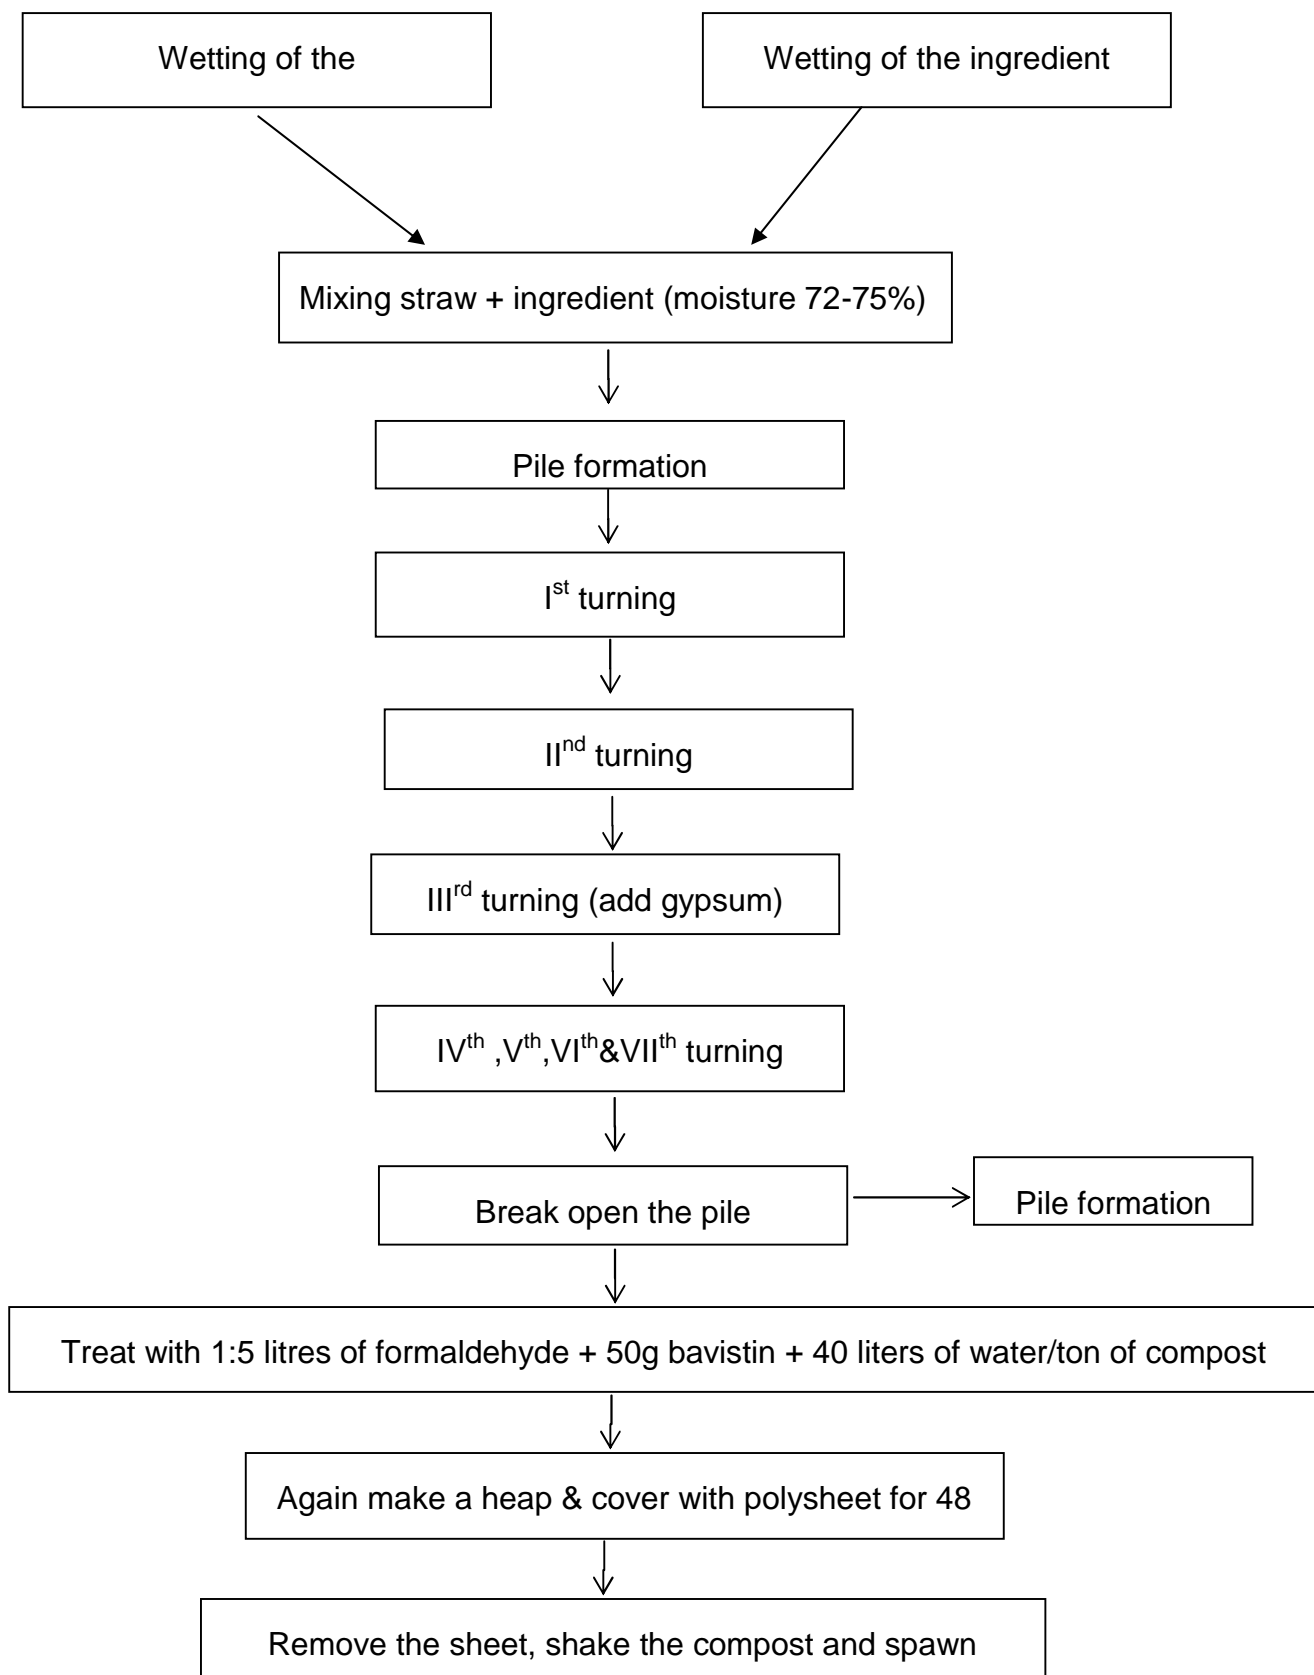 Wetting of the
Wetting of the ingredient
Mixing straw + ingredient (moisture 72-75%)
Pile formation
Ist turning
IInd turning
IIIrd turning (add gypsum)
IVth ,Vth,VIth&VIIth turning
Break open the pile
Pile formation
Treat with 1:5 litres of formaldehyde + 50g bavistin + 40 liters of water/ton of compost
Again make a heap & cover with polysheet for 48
Remove the sheet, shake the compost and spawn